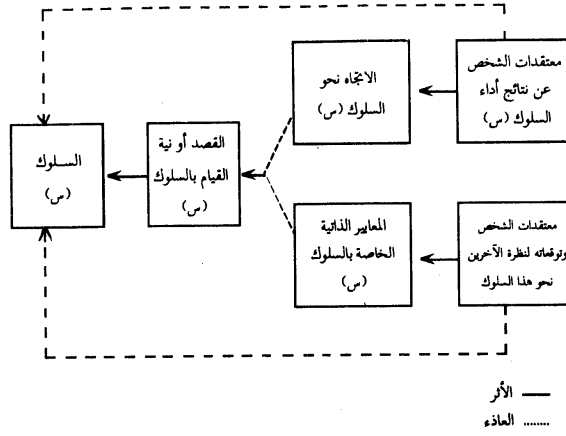 معتقدات الشخص
عن نتائج أداء
السلوك (س)
الاتجاه نحو
السلوك (س)
القصد أو نية
القيام بالسلوك
(س)
السلوك
(س)
معتقدات الشخص
وتوقعاته لنظرة الآخرين
نحو هذا السلوك
المعايير الذاتية
الخاصة بالسلوك
(س)
الأثر
العاذء